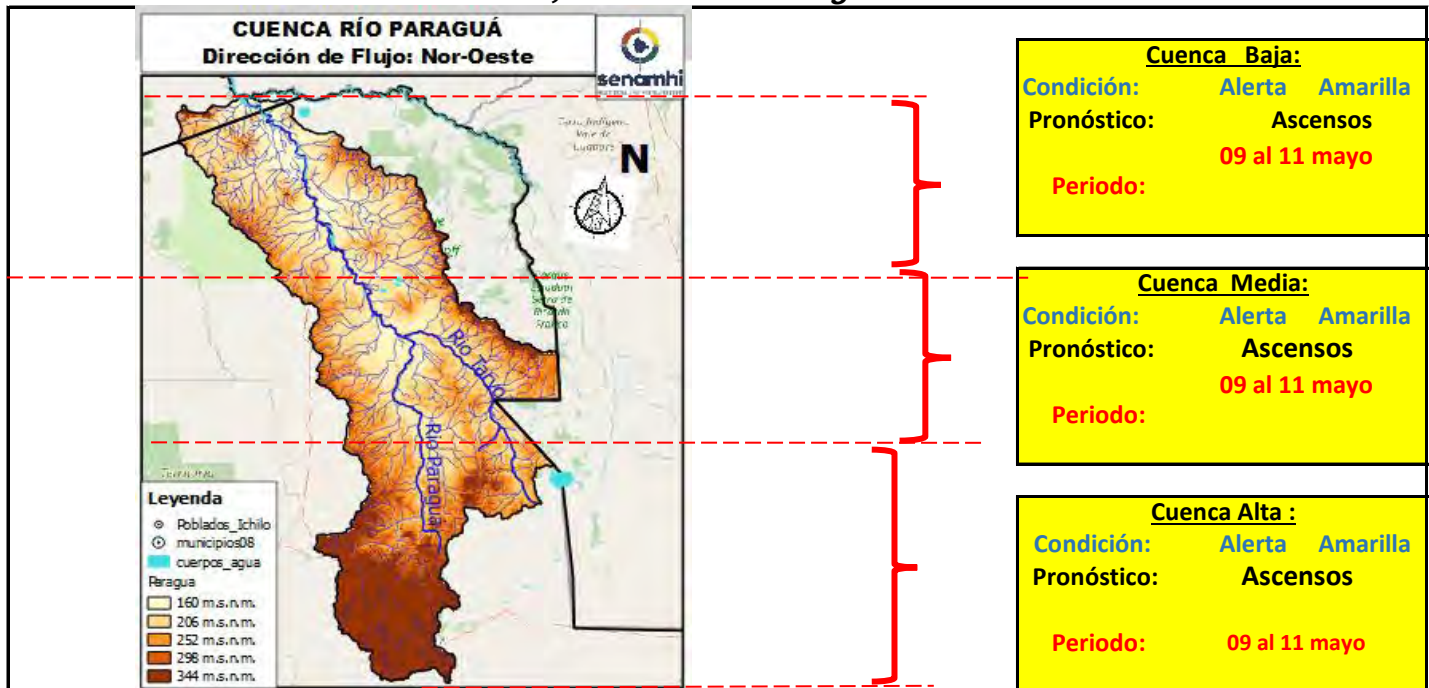 CUENCA RÍO PARAGUÁ
Dirección de Flujo: Nor-Oeste
senamhi
N
Rio Tarvo
Rio Paraguá
Leyenda
Poblados_Ichilo
municipios08
cuerpos_agua
Paragua
160 m.s.n.m.
206 m.s.n.m.
252 m.s.n.m.
298 m.s.n.m.
344 m.s.n.m.
Cuenca Baja:
Condición: Alerta Amarilla
Pronóstico: Ascensos
09 al 11 mayo
Periodo:
Cuenca Media:
Condición: Alerta Amarilla
Pronóstico: Ascensos
09 al 11 mayo
Periodo:
Cuenca Alta :
Condición: Alerta Amarilla
Pronóstico: Ascensos
Periodo: 09 al 11 mayo